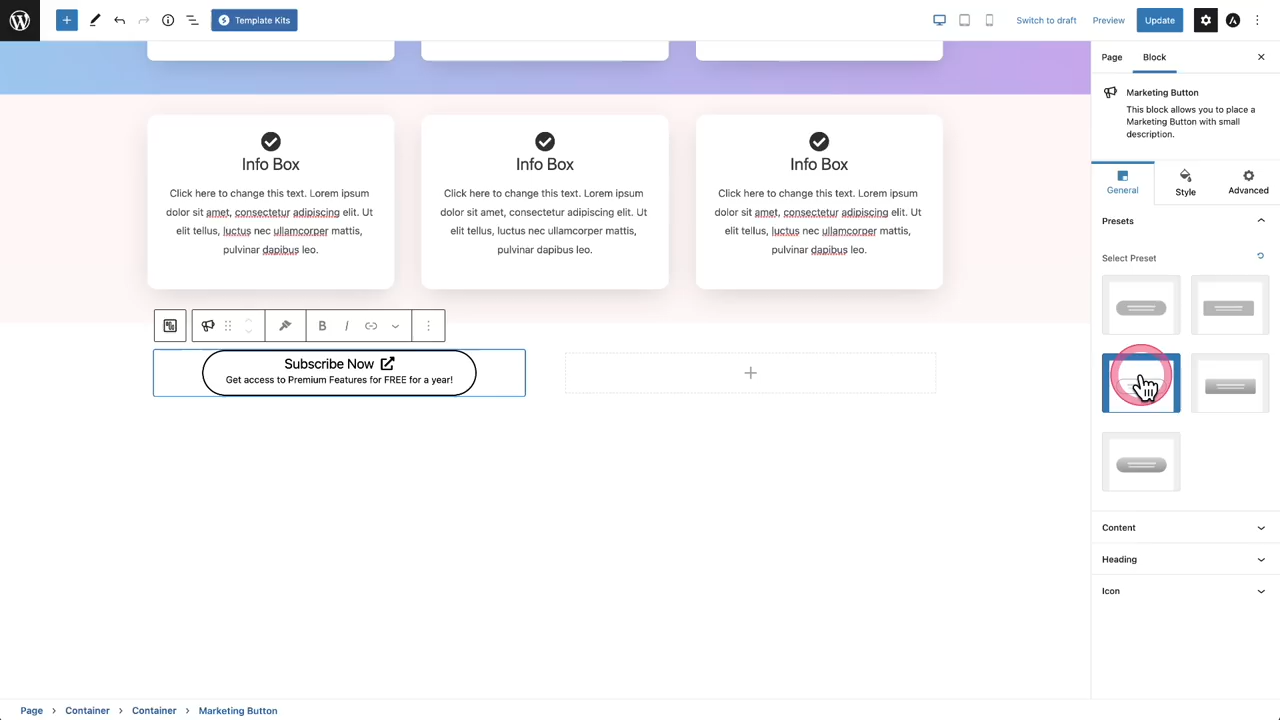 Template Kits
Switch to draft
Preview
Update
Page
Block
Marketing Button
This block allows you to place a
Marketing Button with small
description.
General
Style
Advanced
Presets
Select Preset
Content
Heading
Icon
Info Box
Click here to change this text. Lorem ipsum
dolor sit amet, consectetur adipiscing elit. Ut
elit tellus, luctus nec ullamcorper mattis,
pulvinar dapibus leo.
Info Box
Click here to change this text. Lorem ipsum
dolor sit amet, consectetur adipiscing elit. Ut
elit tellus, luctus nec ullamcorper mattis,
pulvinar dapibus leo.
Info Box
Click here to change this text. Lorem ipsum
dolor sit amet, consectetur adipiscing elit. Ut
elit tellus, luctus nec ullamcorper mattis,
pulvinar dapibus leo.
B I
Subscribe Now
Get access to Premium Features for FREE for a year!
Page > Container > Container > Marketing Button